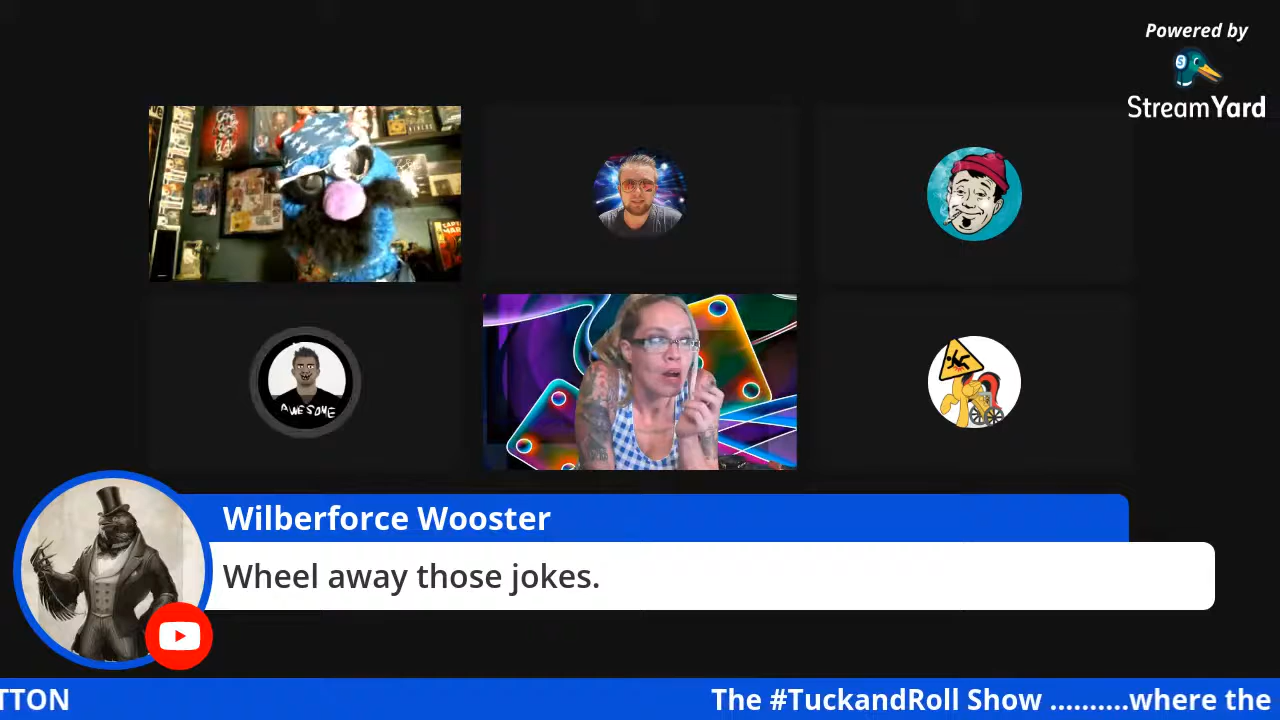 Powered by
StreamYard
AWESOME
Wilberforce Wooster
Wheel away those jokes.
TTON
The #TuckandRoll Show ..........where the